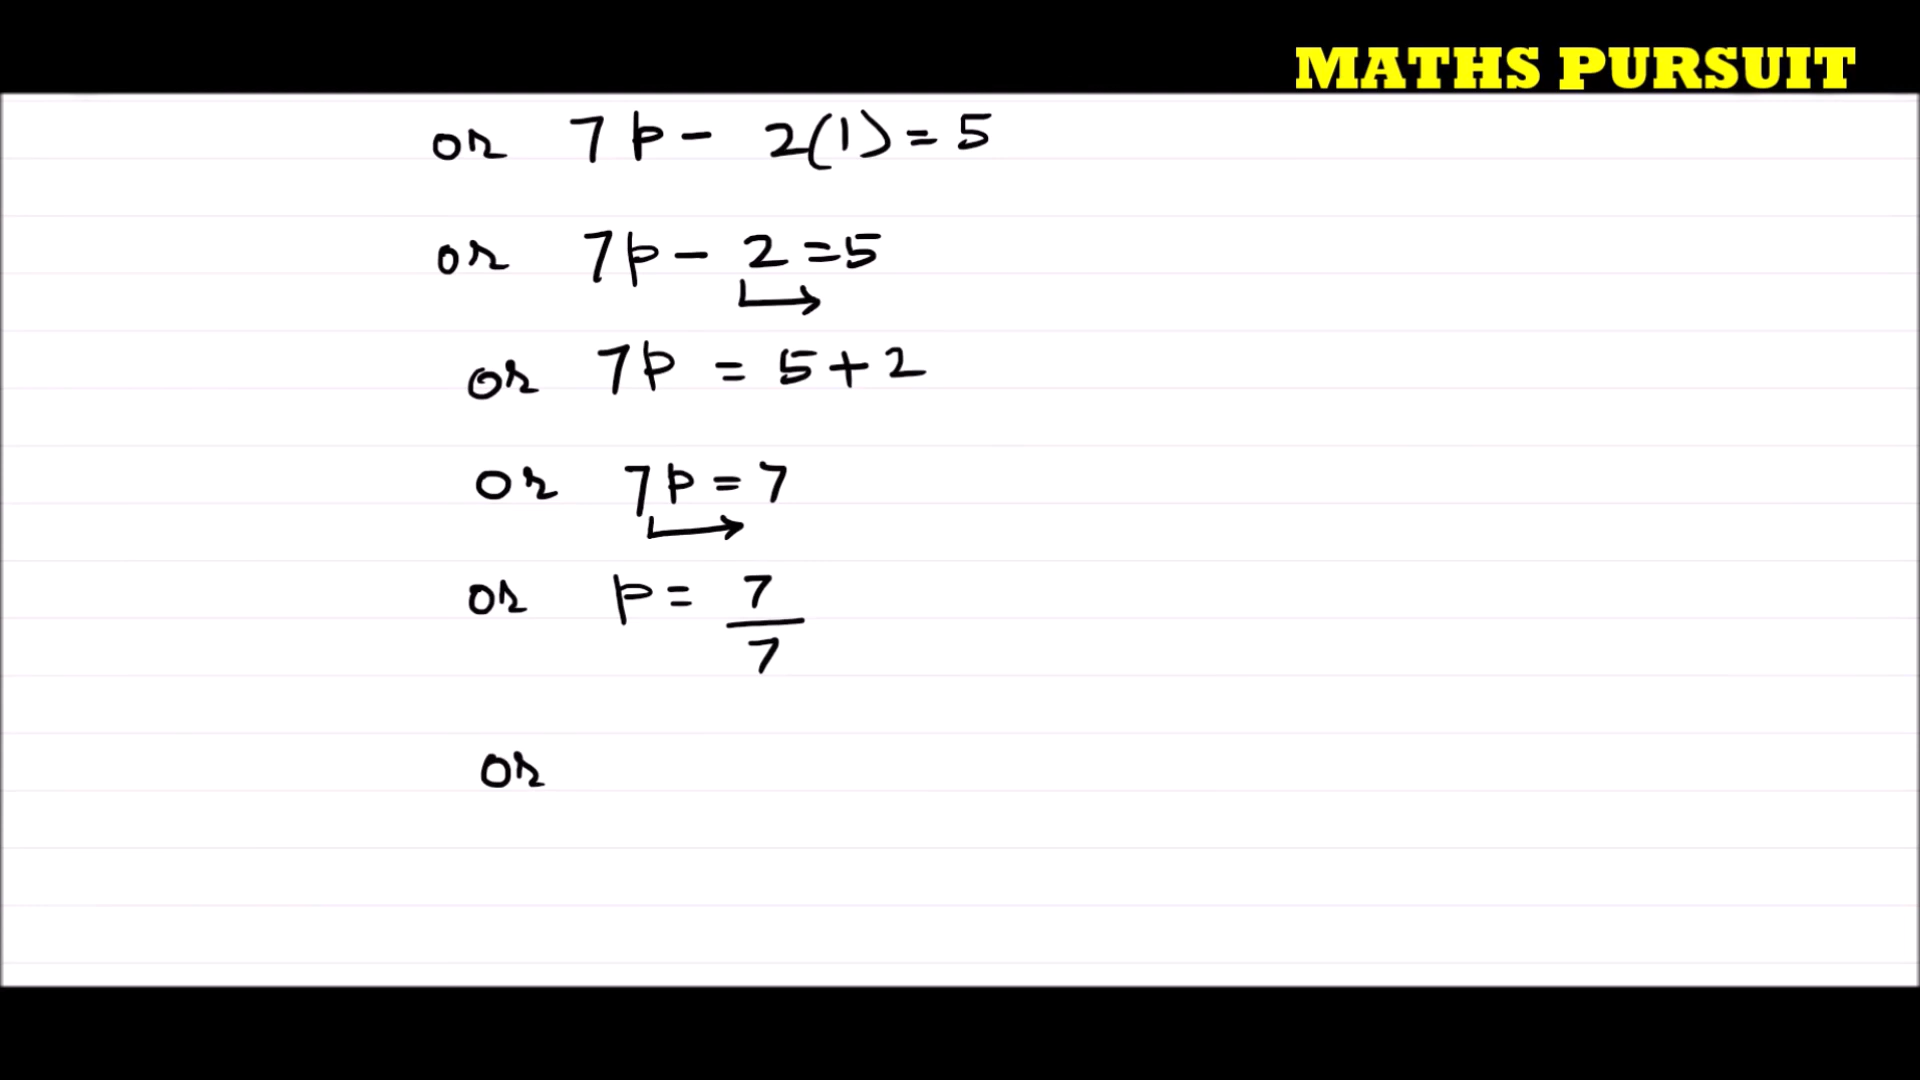 MATHS PURSUIT
or 7p - 2(1) = 5
or 7p - 2 = 5
or 7p = 5 + 2
or 7p = 7
or p = 7/7
or